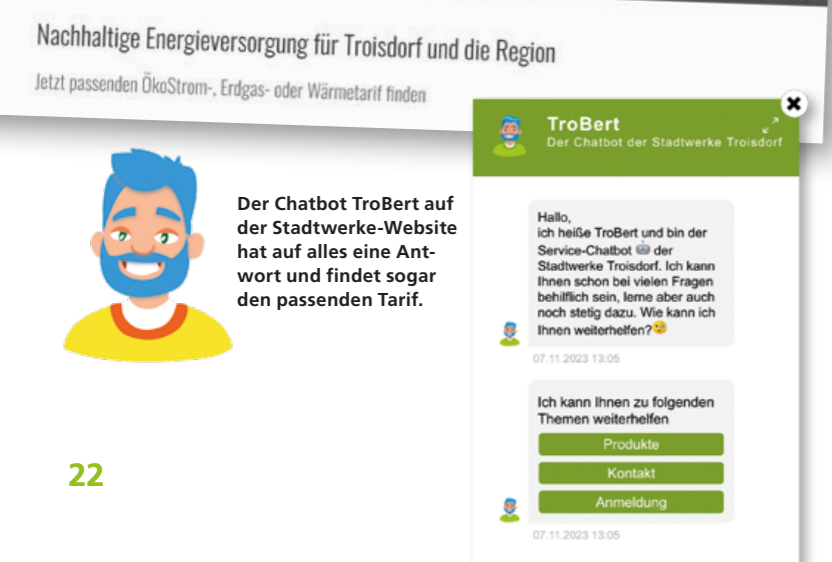 Nachhaltige Energieversorgung für Troisdorf und die Region
Jetzt passenden ÖkoStrom-, Erdgas- oder Wärmetarif finden
Der Chatbot TroBert auf
der Stadtwerke-Website
hat auf alles eine Ant-
wort und findet sogar
den passenden Tarif.
22
TroBert
Der Chatbot der Stadtwerke Troisdorf
Hallo,
ich heiße TroBert und bin der
Service-Chatbot 🤖 der
Stadtwerke Troisdorf. Ich kann
Ihnen schon bei vielen Fragen
behilflich sein, lerne aber auch
noch stetig dazu. Wie kann ich
Ihnen weiterhelfen?
07.11.2023 13:05
Ich kann Ihnen zu folgenden
Themen weiterhelfen
Produkte
Kontakt
Anmeldung
07.11.2023 13:05